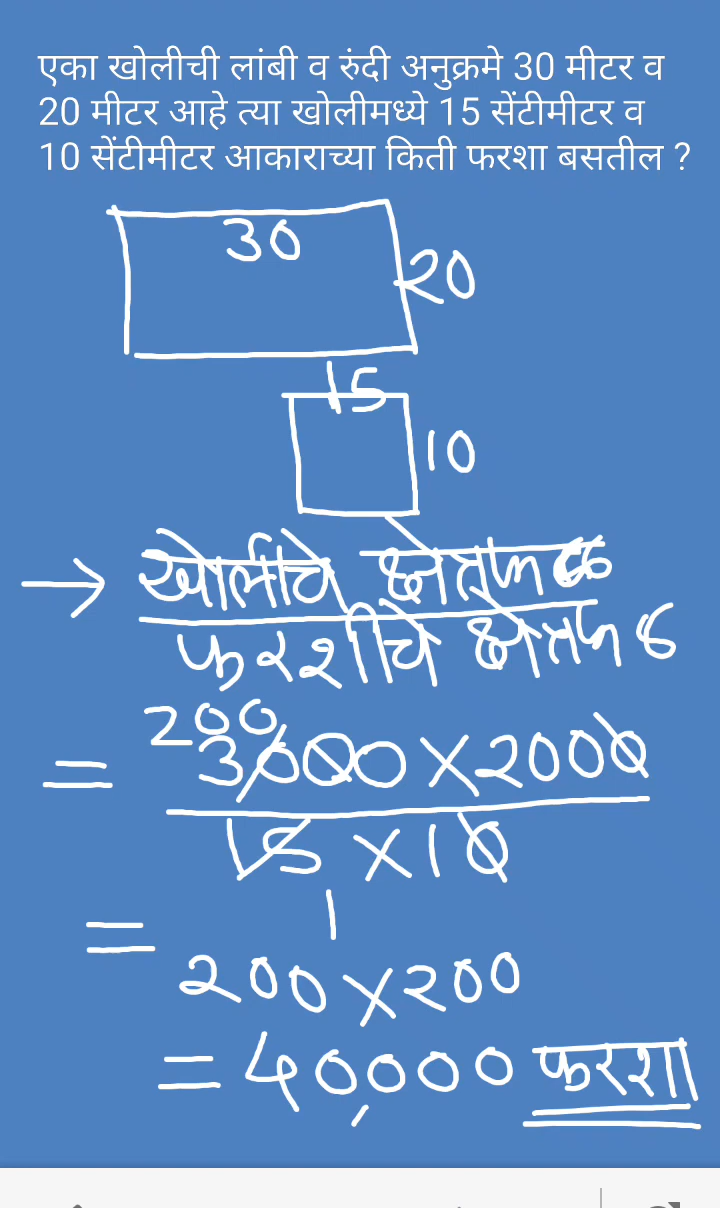 एका खोलीची लांबी व रुंदी अनुक्रमे 30 मीटर व
20 मीटर आहे त्या खोलीमध्ये 15 सेंटीमीटर व
10 सेंटीमीटर आकाराच्या किती फरशा बसतील ?
30
20
15
10
→ खोलीचे क्षेत्रफळ
फरशीचे क्षेत्रफळ
200
= 3000 × 2000
15 × 10
1
=
200 × 200
= 40,000 फरशा